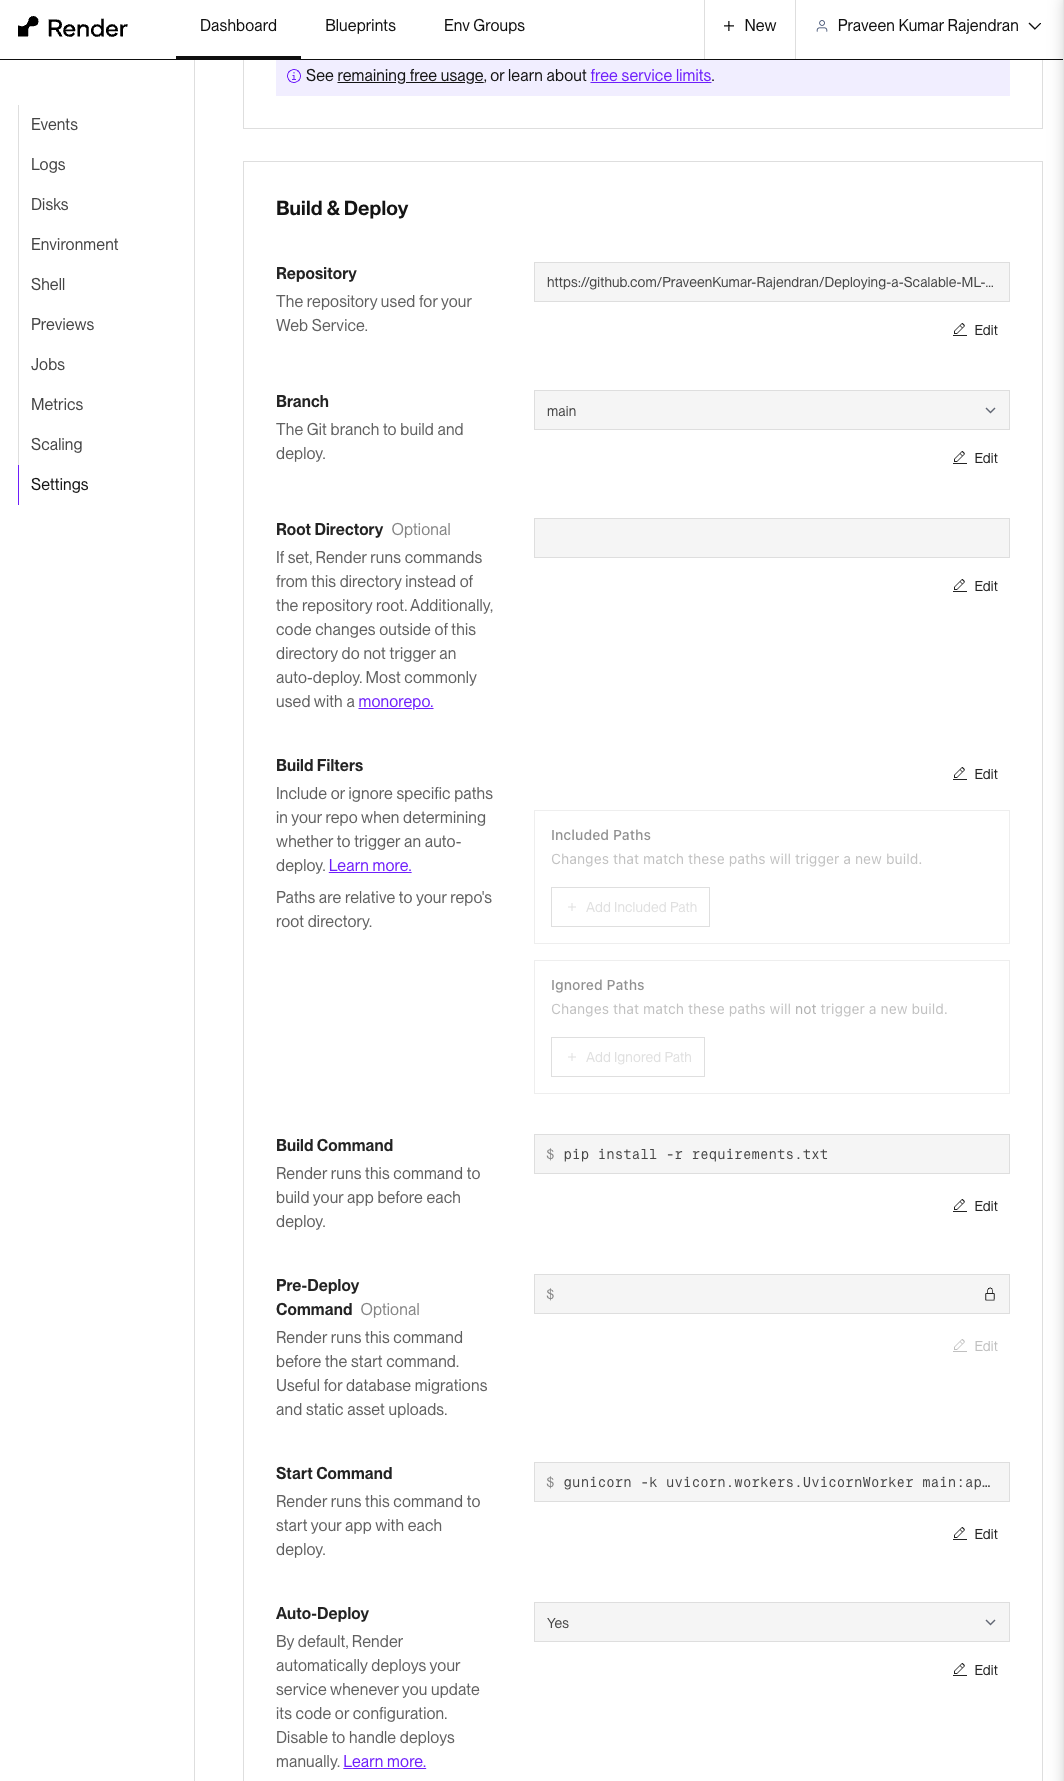 Render
Dashboard
Blueprints
Env Groups
+ New
Praveen Kumar Rajendran
See remaining free usage, or learn about free service limits.
Events
Logs
Disks
Environment
Shell
Previews
Jobs
Metrics
Scaling
Settings
Build & Deploy
Repository
The repository used for your
Web Service.
https://github.com/PraveenKumar-Rajendran/Deploying-a-Scalable-ML-...
Edit
Branch
The Git branch to build and
deploy.
main
Edit
Root Directory Optional
If set, Render runs commands
from this directory instead of
the repository root. Additionally,
code changes outside of this
directory do not trigger an
auto-deploy. Most commonly
used with a monorepo.
Edit
Build Filters
Include or ignore specific paths
in your repo when determining
whether to trigger an auto-
deploy. Learn more.
Paths are relative to your repo's
root directory.
Edit
Included Paths
Changes that match these paths will trigger a new build.
+ Add Included Path
Ignored Paths
Changes that match these paths will not trigger a new build.
+ Add Ignored Path
Build Command
Render runs this command to
build your app before each
deploy.
$ pip install -r requirements.txt
Edit
Pre-Deploy
Command Optional
Render runs this command
before the start command.
Useful for database migrations
and static asset uploads.
$
Edit
Start Command
Render runs this command to
start your app with each
deploy.
$ gunicorn -k uvicorn.workers.UvicornWorker main:ap…
Edit
Auto-Deploy
By default, Render
automatically deploys your
service whenever you update
its code or configuration.
Disable to handle deploys
manually. Learn more.
Yes
Edit